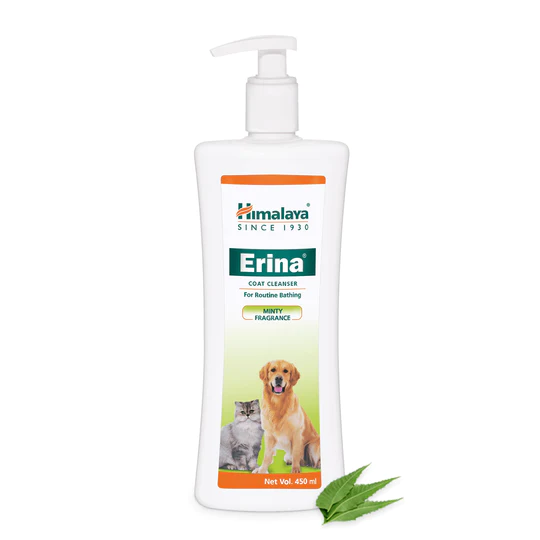 Himalaya®
SINCE 1930
Erina®
COAT CLEANSER
For Routine Bathing
MINTY
FRAGRANCE
Net Vol. 450 ml